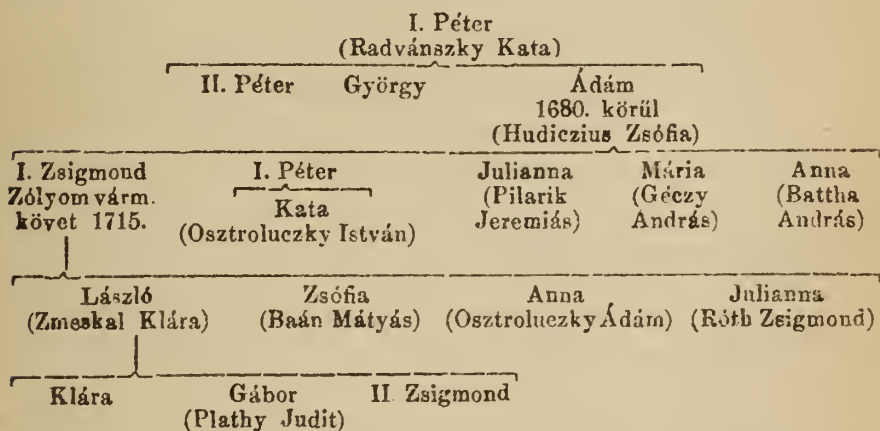 I. Péter
(Radvánszky Kata)
II. Péter György Ádám
1680. körül
(Hudiczius Zsófia)
I. Zsigmond I. Péter Julianna Mária Anna
Zólyom várm. Kata (Pilarik (Géczy (Battha
követ 1715. (Osztroluczky István) Jeremiás) András) András)
László Zsófia Anna Julianna
(Zmeskal Klára) (Baán Mátyás) (Osztroluczky Ádám) (Róth Zsigmond)
Klára Gábor II. Zsigmond
(Plathy Judit)